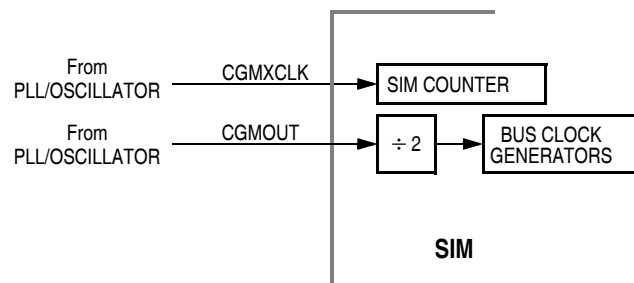 From
PLL/OSCILLATOR
CGMXCLK
SIM COUNTER
From
PLL/OSCILLATOR
CGMOUT
÷ 2
BUS CLOCK
GENERATORS
SIM